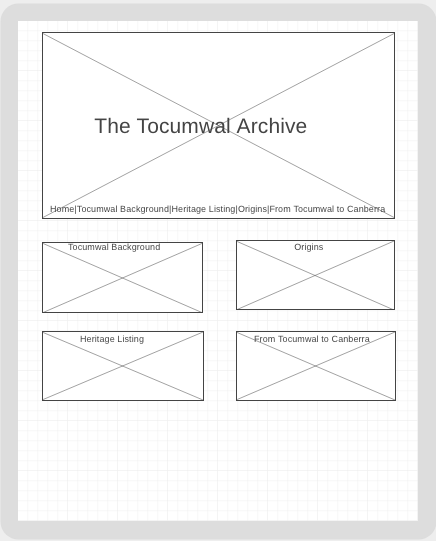 The Tocumwal Archive
Home|Tocumwal Background|Heritage Listing|Origins|From Tocumwal to Canberra
Tocumwal Background
Origins
Heritage Listing
From Tocumwal to Canberra